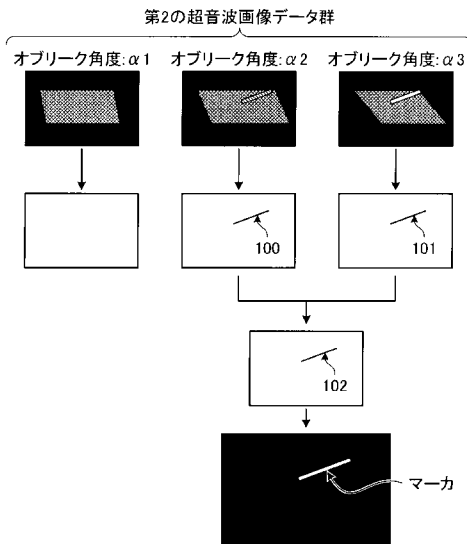 第2の超音波画像データ群
オブリーク角度:α1
オブリーク角度:α2
オブリーク角度:α3
100
101
102
マーカ